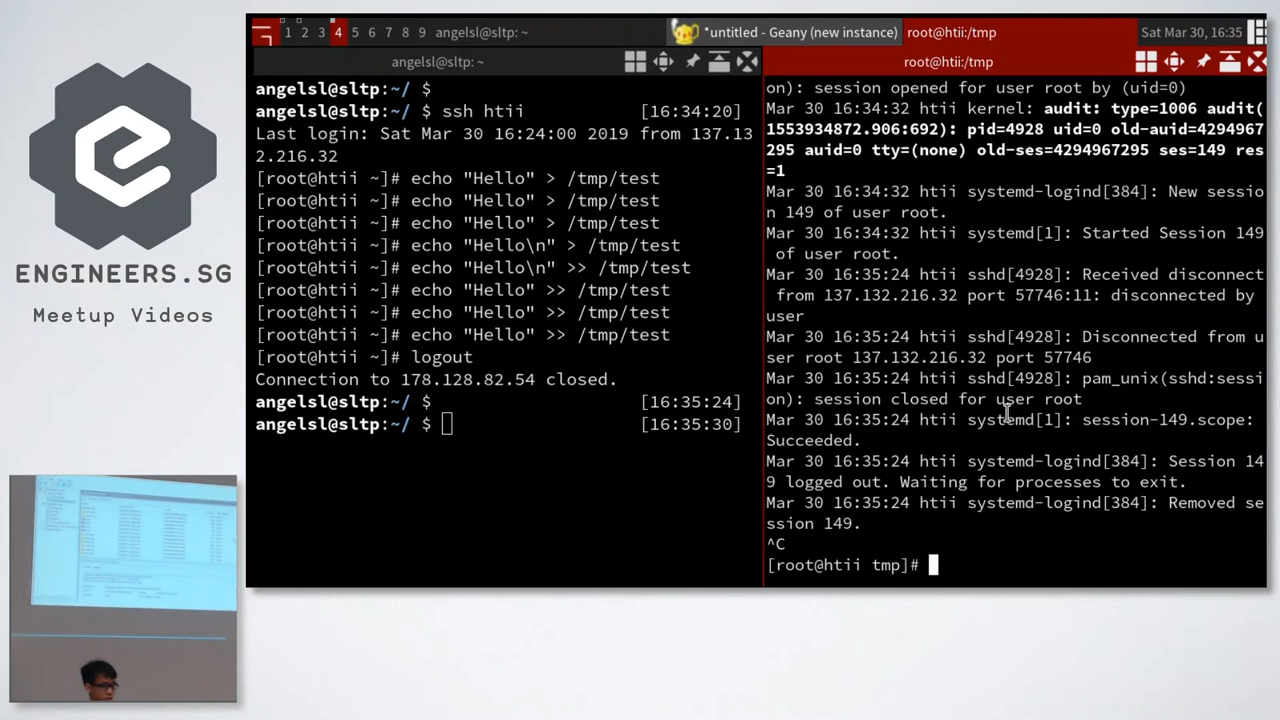 1 2 3 4 5 6 7 8 9 angelsl@sltp: ~
*untitled - Geany (new instance)
root@htii:/tmp
Sat Mar 30, 16:35
angelsl@sltp: ~
root@htii:/tmp
ENGINEERS.SG
Meetup Videos
angelsl@sltp:~/ $
angelsl@sltp:~/ $ ssh htii [16:34:20]
Last login: Sat Mar 30 16:24:00 2019 from 137.13
2.216.32
[root@htii ~]# echo "Hello" > /tmp/test
[root@htii ~]# echo "Hello" > /tmp/test
[root@htii ~]# echo "Hello" > /tmp/test
[root@htii ~]# echo "Hello\n" > /tmp/test
[root@htii ~]# echo "Hello\n" >> /tmp/test
[root@htii ~]# echo "Hello" >> /tmp/test
[root@htii ~]# echo "Hello" >> /tmp/test
[root@htii ~]# echo "Hello" >> /tmp/test
[root@htii ~]# logout
Connection to 178.128.82.54 closed.
angelsl@sltp:~/ $ [16:35:24]
angelsl@sltp:~/ $ [16:35:30]
on): session opened for user root by (uid=0)
Mar 30 16:34:32 htii kernel: audit: type=1006 audit(
1553934872.906:692): pid=4928 uid=0 old-auid=4294967
295 auid=0 tty=(none) old-ses=4294967295 ses=149 res
=1
Mar 30 16:34:32 htii systemd-logind[384]: New sessio
n 149 of user root.
Mar 30 16:34:32 htii systemd[1]: Started Session 149
of user root.
Mar 30 16:35:24 htii sshd[4928]: Received disconnect
from 137.132.216.32 port 57746:11: disconnected by
user
Mar 30 16:35:24 htii sshd[4928]: Disconnected from u
ser root 137.132.216.32 port 57746
Mar 30 16:35:24 htii sshd[4928]: pam_unix(sshd:sessi
on): session closed for user root
Mar 30 16:35:24 htii systemd[1]: session-149.scope:
Succeeded.
Mar 30 16:35:24 htii systemd-logind[384]: Session 14
9 logged out. Waiting for processes to exit.
Mar 30 16:35:24 htii systemd-logind[384]: Removed se
ssion 149.
^C
[root@htii tmp]#